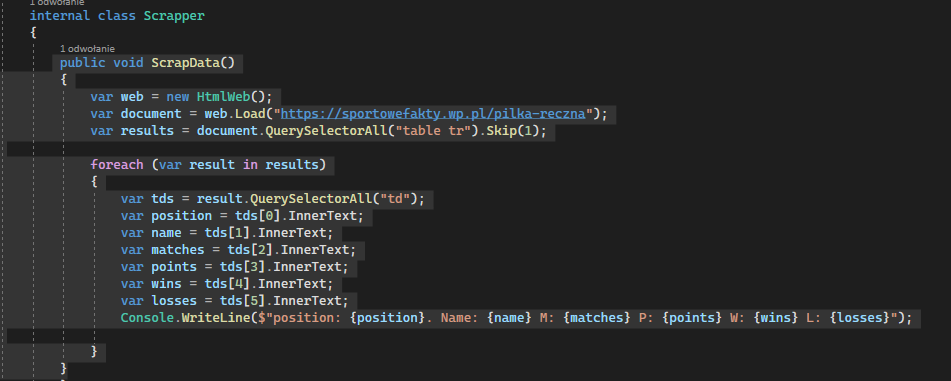 1 odwołanie
internal class Scrapper
{
1 odwołanie
public void ScrapData()
{
var web = new HtmlWeb();
var document = web.Load("https://sportowefakty.wp.pl/pilka-reczna");
var results = document.QuerySelectorAll("table tr").Skip(1);
foreach (var result in results)
{
var tds = result.QuerySelectorAll("td");
var position = tds[0].InnerText;
var name = tds[1].InnerText;
var matches = tds[2].InnerText;
var points = tds[3].InnerText;
var wins = tds[4].InnerText;
var losses = tds[5].InnerText;
Console.WriteLine($"position: {position}. Name: {name} M: {matches} P: {points} W: {wins} L: {losses}");
}
}